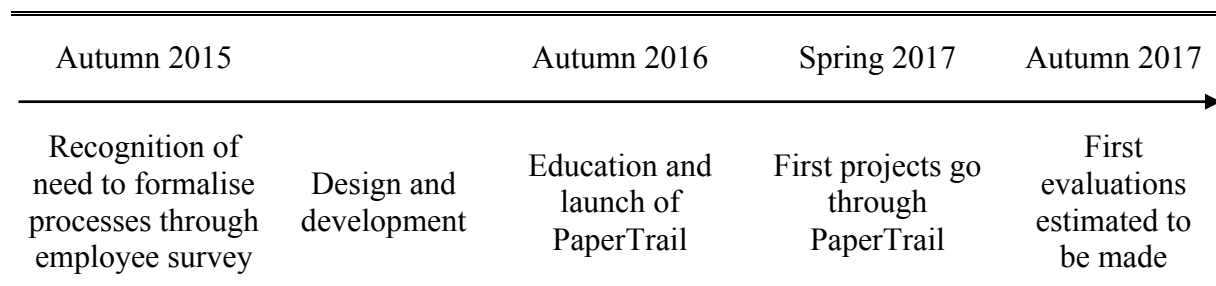 Autumn 2015
Autumn 2016
Spring 2017
Autumn 2017
Recognition of
need to formalise
processes through
employee survey
Design and
development
Education and
launch of
PaperTrail
First projects go
through
PaperTrail
First
evaluations
estimated to
be made